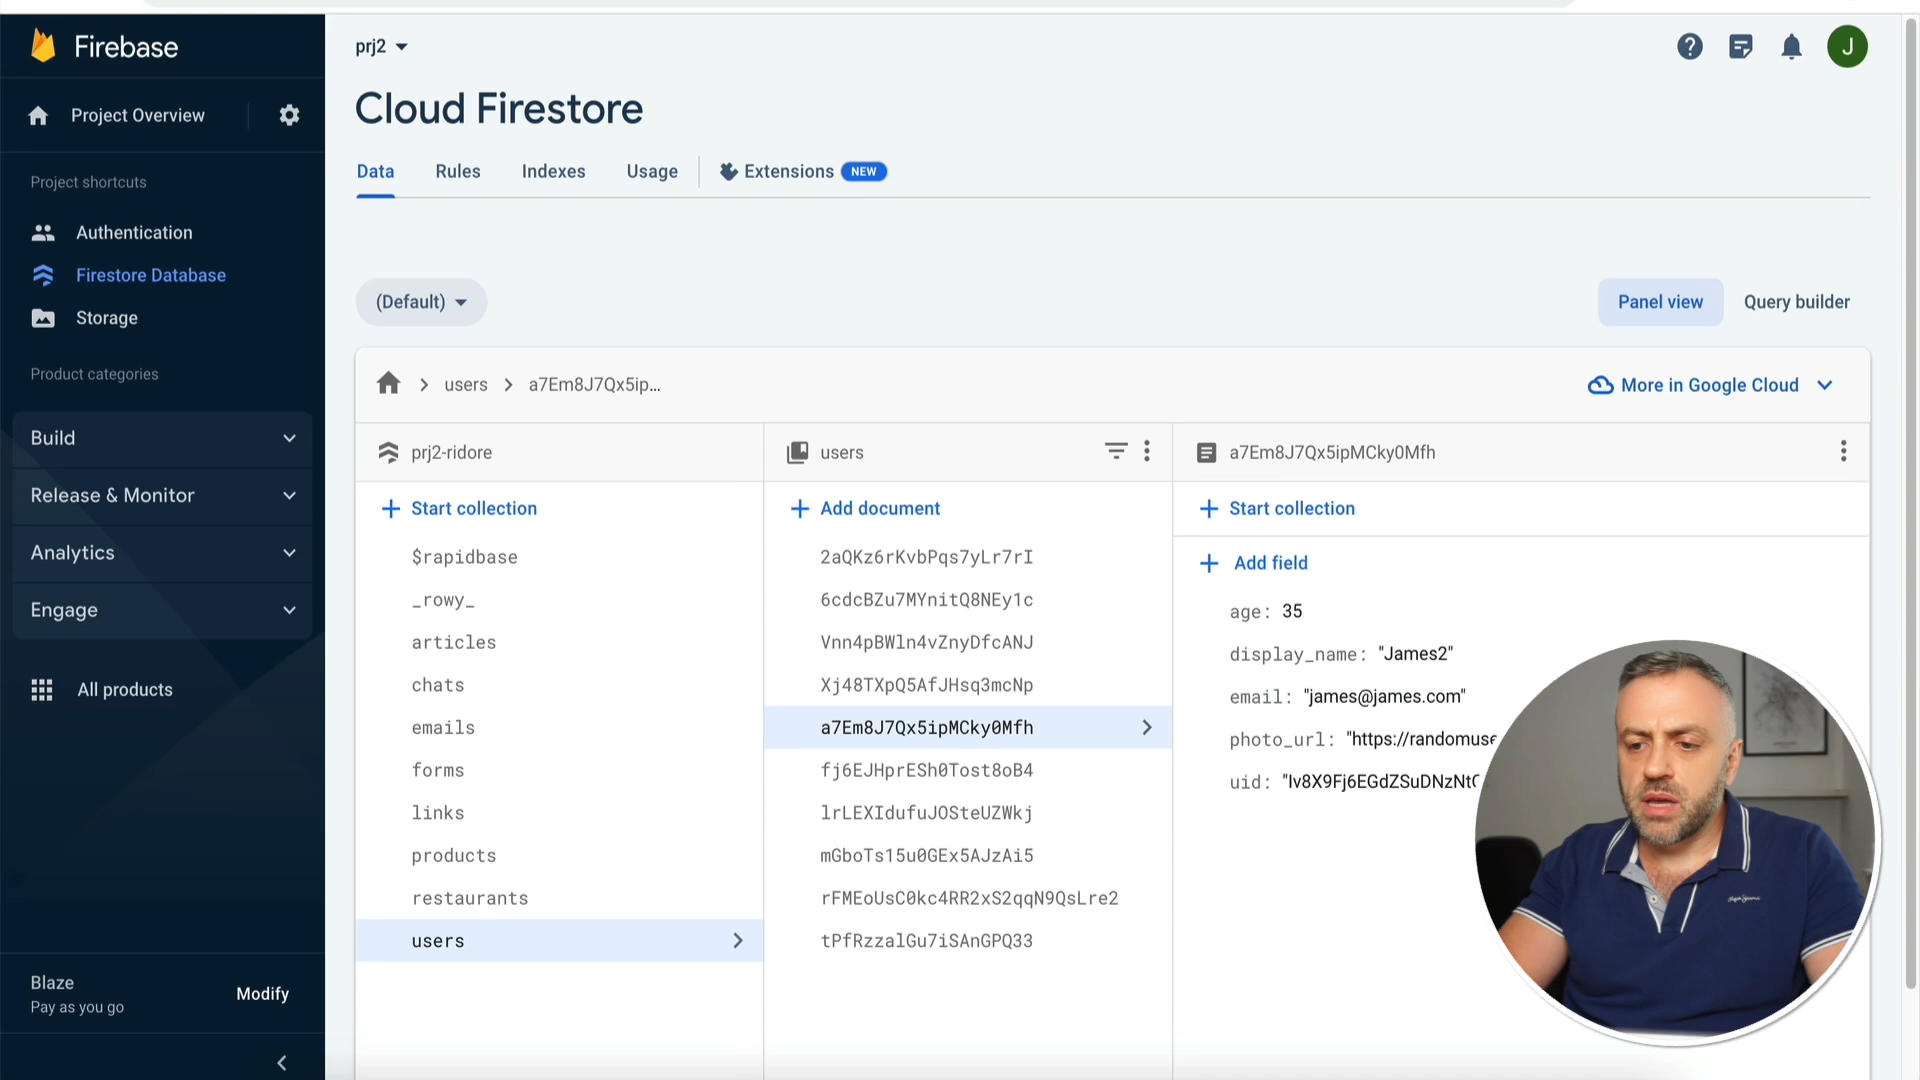 Firebase
Project Overview
Project shortcuts
Authentication
Firestore Database
Storage
Product categories
Build
Release & Monitor
Analytics
Engage
All products
Blaze
Pay as you go
Modify
prj2
J
Cloud Firestore
Data
Rules
Indexes
Usage
Extensions NEW
(Default)
Panel view
Query builder
users
a7Em8J7Qx5ip...
More in Google Cloud
prj2-ridore
Start collection
$rapidbase
_rowy_
articles
chats
emails
forms
links
products
restaurants
users
users
Add document
2aQKz6rKvbPqs7yLr7rI
6cdcBZu7MYnitQ8NEy1c
Vnn4pBWln4vZnyDfcANJ
Xj48TXpQ5AfJHsq3mcNp
a7Em8J7Qx5ipMCky0Mfh
fj6EJHprESh0Tost8oB4
lrLEXIdufuJOSteUZWkj
mGboTs15u0GEx5AJzAi5
rFMEoUsC0kc4RR2xS2qqN9QsLre2
tPfRzzalGu7iSAnGPQ33
a7Em8J7Qx5ipMCky0Mfh
Start collection
Add field
age: 35
display_name: "James2"
email: "james@james.com"
photo_url: "https://randomuse
uid: "Iv8X9Fj6EGdZSuDNzNt